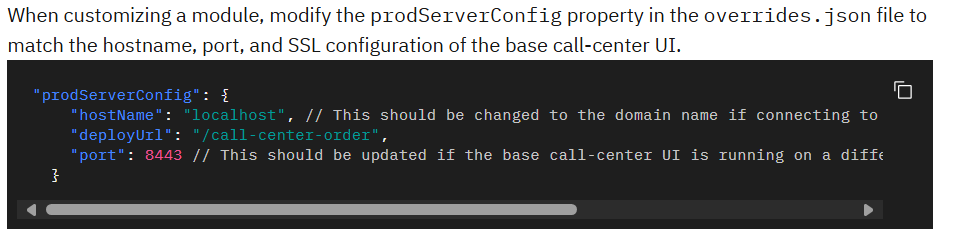 When customizing a module, modify the prodServerConfig property in the overrides.json file to
match the hostname, port, and SSL configuration of the base call-center UI.
"prodServerConfig": {
"hostName": "localhost", // This should be changed to the domain name if connecting to
"deployUrl": "/call-center-order",
"port": 8443 // This should be updated if the base call-center UI is running on a diffe
}